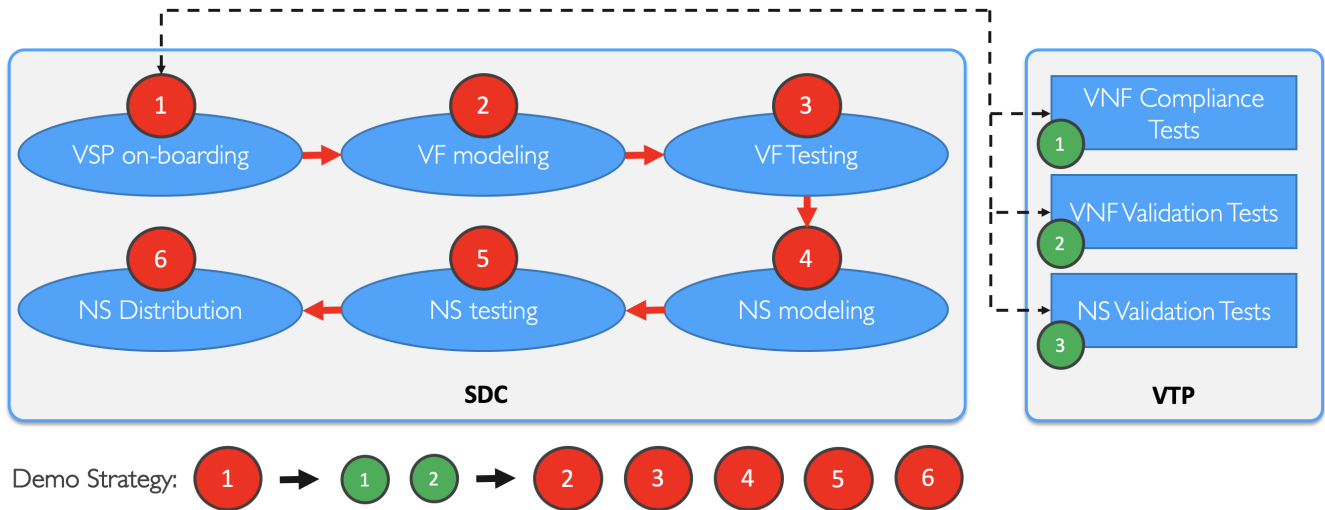 1
2
3
VSP on-boarding
VF modeling
VF Testing
6
5
4
NS Distribution
NS testing
NS modeling
SDC
VNF Compliance
Tests
1
VNF Validation Tests
2
NS Validation Tests
3
VTP
Demo Strategy: 1 1 2 2 3 4 5 6